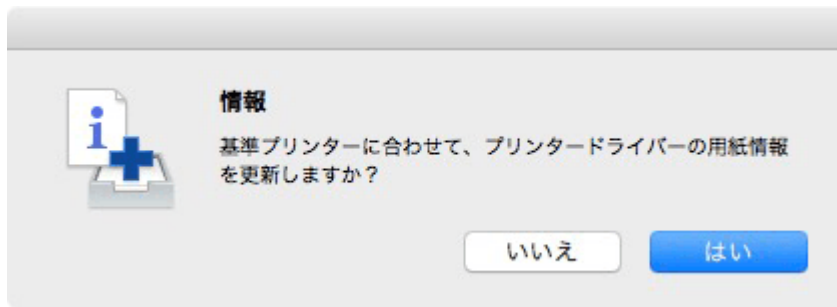 情報
基準プリンターに合わせて、プリンタードライバーの用紙情報
を更新しますか？
いいえ
はい